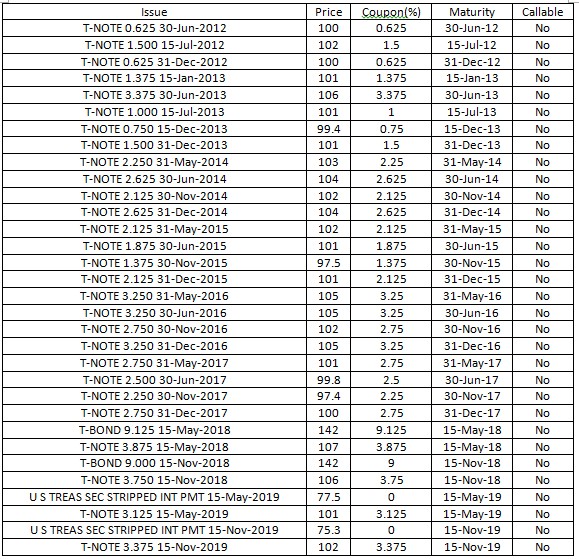 Issue Price Coupon(%) Maturity Callable
T-NOTE 0.625 30-Jun-2012 100 0.625 30-Jun-12 No
T-NOTE 1.500 15-Jul-2012 102 1.5 15-Jul-12 No
T-NOTE 0.625 31-Dec-2012 100 0.625 31-Dec-12 No
T-NOTE 1.375 15-Jan-2013 101 1.375 15-Jan-13 No
T-NOTE 3.375 30-Jun-2013 106 3.375 30-Jun-13 No
T-NOTE 1.000 15-Jul-2013 101 1 15-Jul-13 No
T-NOTE 0.750 15-Dec-2013 99.4 0.75 15-Dec-13 No
T-NOTE 1.500 31-Dec-2013 101 1.5 31-Dec-13 No
T-NOTE 2.250 31-May-2014 103 2.25 31-May-14 No
T-NOTE 2.625 30-Jun-2014 104 2.625 30-Jun-14 No
T-NOTE 2.125 30-Nov-2014 102 2.125 30-Nov-14 No
T-NOTE 2.625 31-Dec-2014 104 2.625 31-Dec-14 No
T-NOTE 2.125 31-May-2015 102 2.125 31-May-15 No
T-NOTE 1.875 30-Jun-2015 101 1.875 30-Jun-15 No
T-NOTE 1.375 30-Nov-2015 97.5 1.375 30-Nov-15 No
T-NOTE 2.125 31-Dec-2015 101 2.125 31-Dec-15 No
T-NOTE 3.250 31-May-2016 105 3.25 31-May-16 No
T-NOTE 3.250 30-Jun-2016 105 3.25 30-Jun-16 No
T-NOTE 2.750 30-Nov-2016 102 2.75 30-Nov-16 No
T-NOTE 3.250 31-Dec-2016 105 3.25 31-Dec-16 No
T-NOTE 2.750 31-May-2017 101 2.75 31-May-17 No
T-NOTE 2.500 30-Jun-2017 99.8 2.5 30-Jun-17 No
T-NOTE 2.250 30-Nov-2017 97.4 2.25 30-Nov-17 No
T-NOTE 2.750 31-Dec-2017 100 2.75 31-Dec-17 No
T-BOND 9.125 15-May-2018 142 9.125 15-May-18 No
T-NOTE 3.875 15-May-2018 107 3.875 15-May-18 No
T-BOND 9.000 15-Nov-2018 142 9 15-Nov-18 No
T-NOTE 3.750 15-Nov-2018 106 3.75 15-Nov-18 No
U S TREAS SEC STRIPPED INT PMT 15-May-2019 77.5 0 15-May-19 No
T-NOTE 3.125 15-May-2019 101 3.125 15-May-19 No
U S TREAS SEC STRIPPED INT PMT 15-Nov-2019 75.3 0 15-Nov-19 No
T-NOTE 3.375 15-Nov-2019 102 3.375 15-Nov-19 No